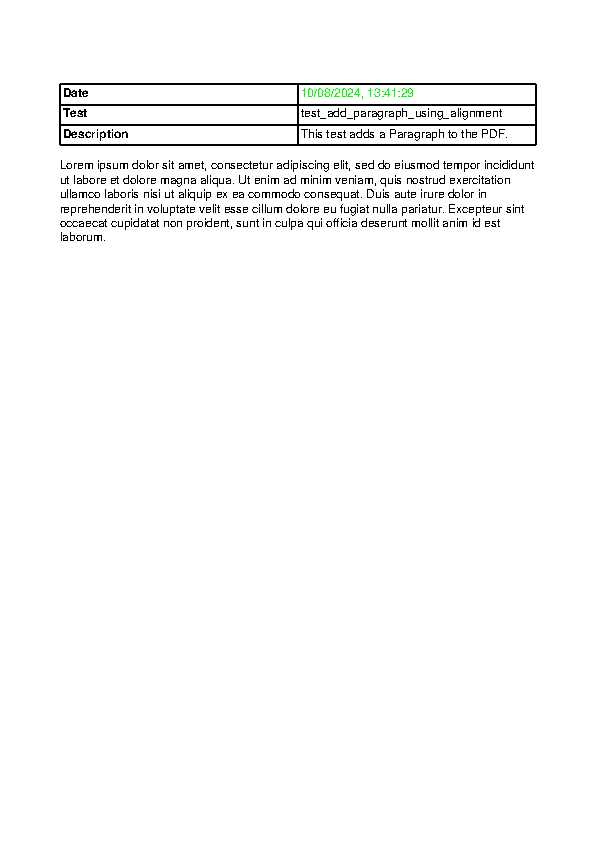 Date 10/08/2024, 13:41:29
Test test_add_paragraph_using_alignment
Description This test adds a Paragraph to the PDF.
Lorem ipsum dolor sit amet, consectetur adipiscing elit, sed do eiusmod tempor incididunt
ut labore et dolore magna aliqua. Ut enim ad minim veniam, quis nostrud exercitation
ullamco laboris nisi ut aliquip ex ea commodo consequat. Duis aute irure dolor in
reprehenderit in voluptate velit esse cillum dolore eu fugiat nulla pariatur. Excepteur sint
occaecat cupidatat non proident, sunt in culpa qui officia deserunt mollit anim id est
laborum.